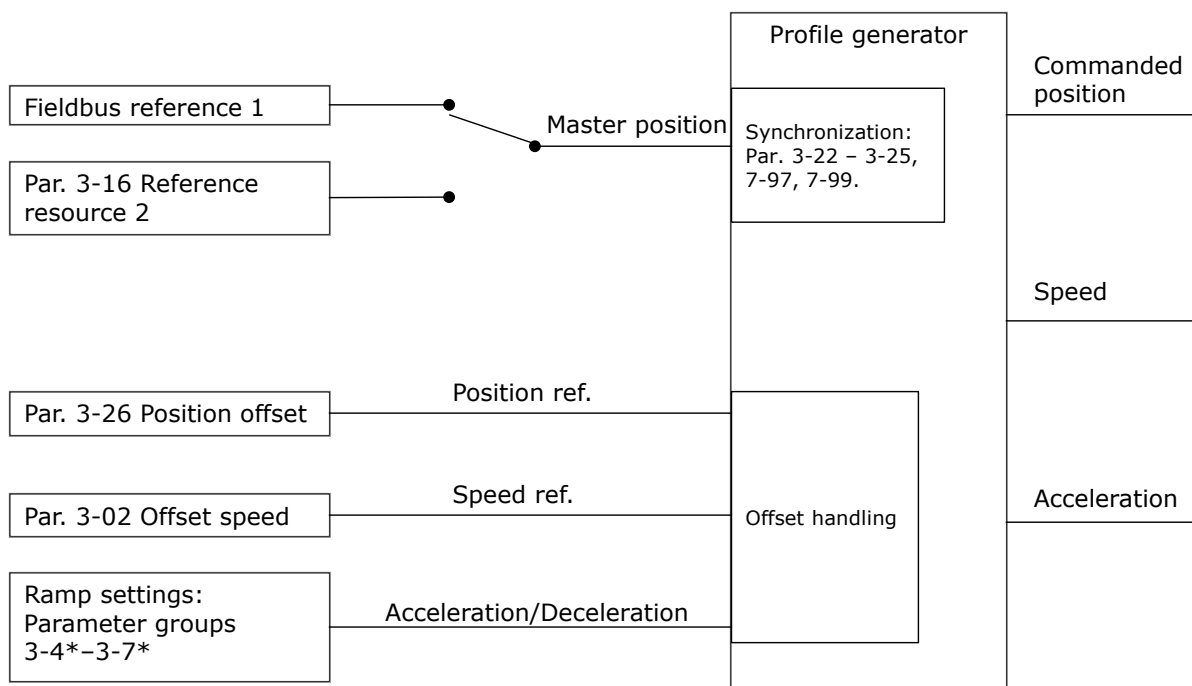 Profile generator
Commanded
position
Fieldbus reference 1
Master position
Synchronization:
Par. 3-22 – 3-25,
7-97, 7-99.
Par. 3-16 Reference
resource 2
Speed
Par. 3-26 Position offset
Position ref.
Par. 3-02 Offset speed
Speed ref.
Offset handling
Acceleration
Ramp settings:
Parameter groups
3-4*–3-7*
Acceleration/Deceleration